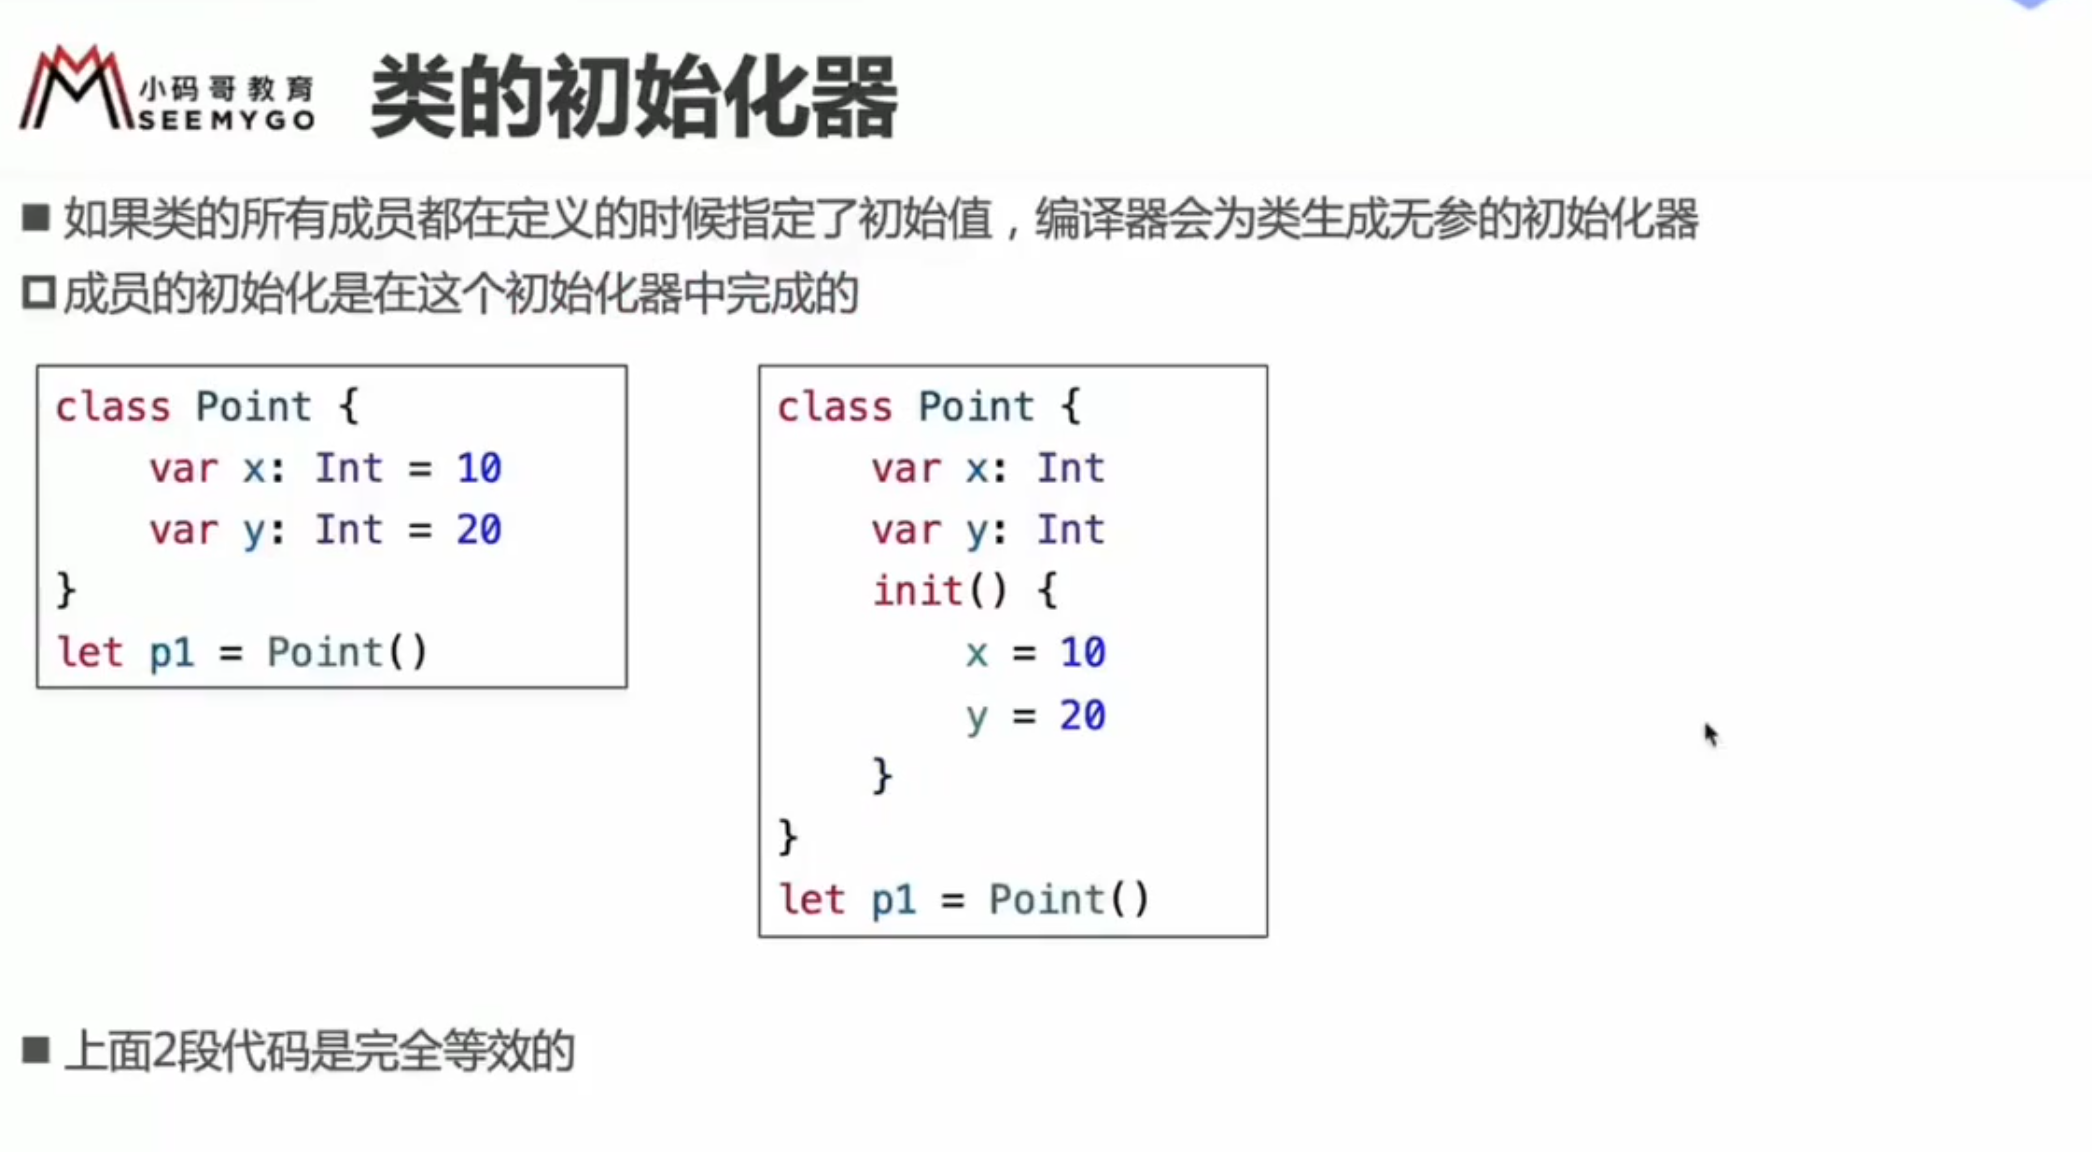 小码哥教育
SEEMYGO
类的初始化器
■ 如果类的所有成员都在定义的时候指定了初始值，编译器会为类生成无参的初始化器
□ 成员的初始化是在这个初始化器中完成的
class Point {
    var x: Int = 10
    var y: Int = 20
}
let p1 = Point()
class Point {
    var x: Int
    var y: Int
    init() {
        x = 10
        y = 20
    }
}
let p1 = Point()
■ 上面2段代码是完全等效的